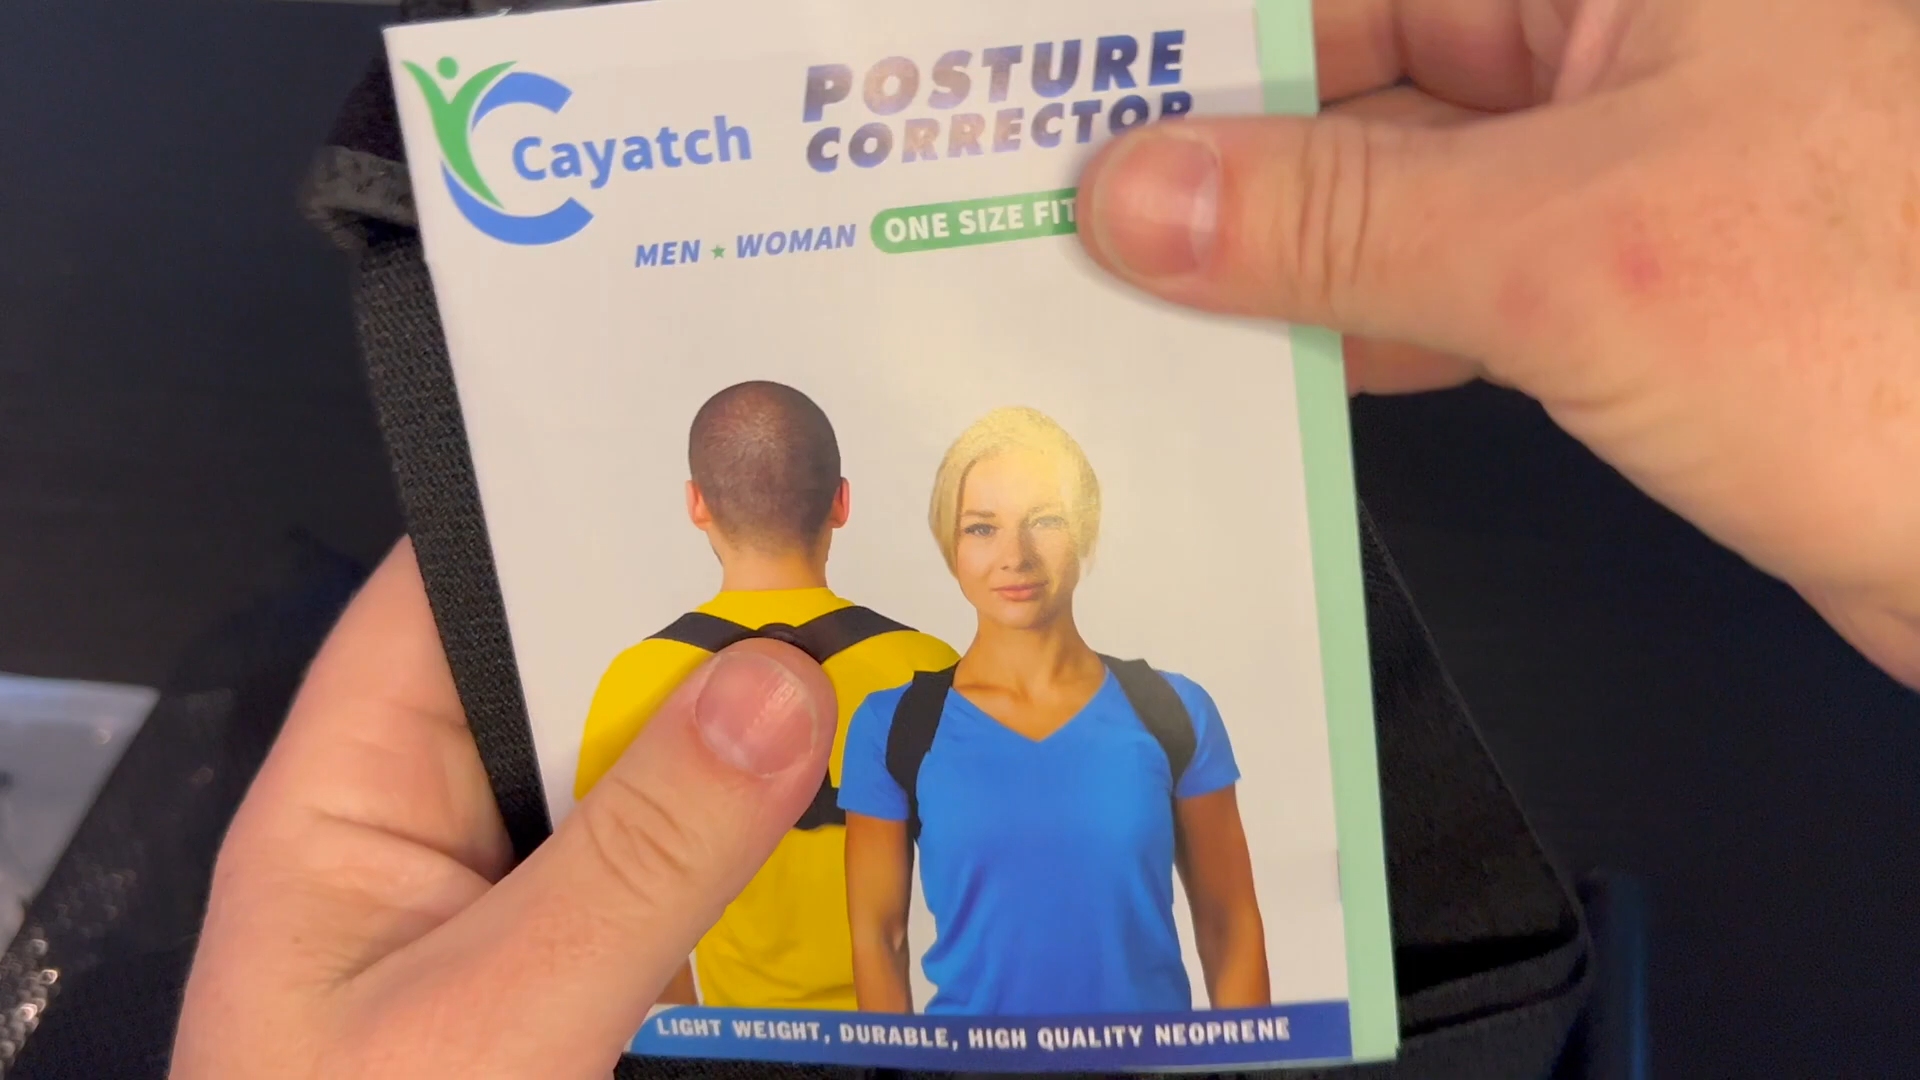 Cayatch
POSTURE
CORRECTOR
MEN ★ WOMAN
ONE SIZE FIT
LIGHT WEIGHT, DURABLE, HIGH QUALITY NEOPRENE